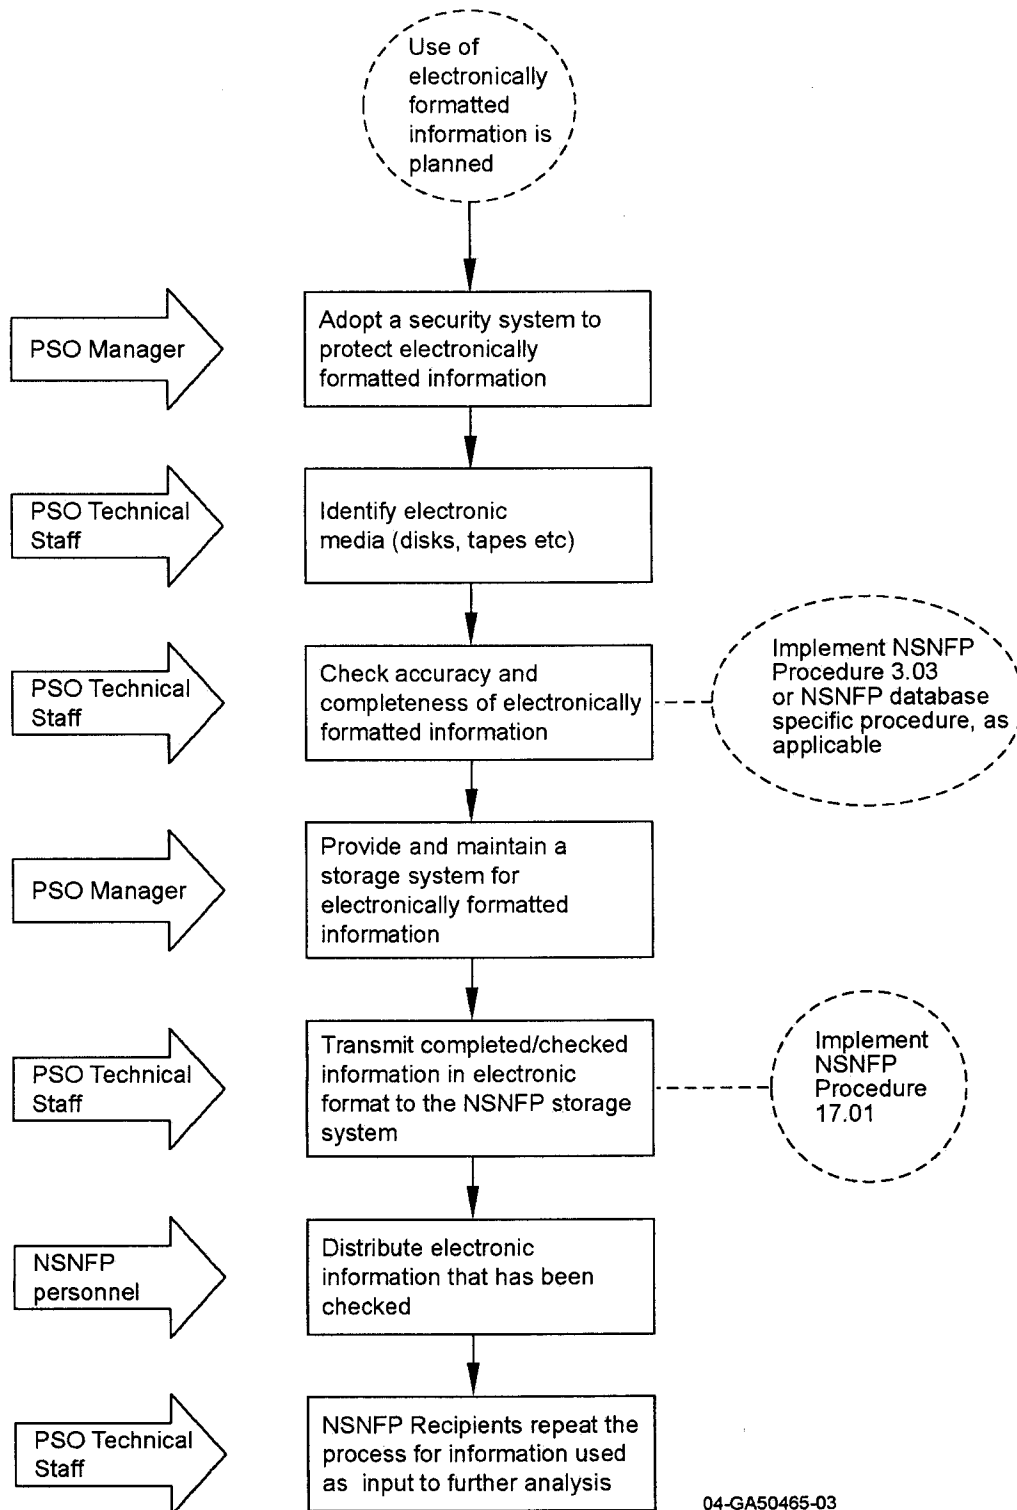 Use of
electronically
formatted
information is
planned
PSO Manager
Adopt a security system to
protect electronically
formatted information
PSO Technical
Staff
Identify electronic
media (disks, tapes etc)
PSO Technical
Staff
Check accuracy and
completeness of electronically
formatted information
Implement NSNFP
Procedure 3.03
or NSNFP database
specific procedure, as
applicable
PSO Manager
Provide and maintain a
storage system for
electronically formatted
information
PSO Technical
Staff
Transmit completed/checked
information in electronic
format to the NSNFP storage
system
Implement
NSNFP
Procedure
17.01
NSNFP
personnel
Distribute electronic
information that has been
checked
PSO Technical
Staff
NSNFP Recipients repeat the
process for information used
as input to further analysis
04-GA50465-03